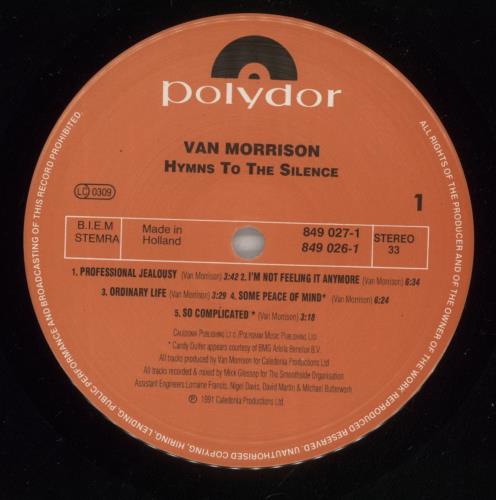 polydor
VAN MORRISON
HYMNS TO THE SILENCE
LC 0309
1
B.I.E.M
STEMRA
Made in
Holland
849 027-1
849 026-1
STEREO
33
1. PROFESSIONAL JEALOUSY (Van Morrison) 3:42 2. I'M NOT FEELING IT ANYMORE (Van Morrison) 6:34
3. ORDINARY LIFE (Van Morrison) 3:29 4. SOME PEACE OF MIND* (Van Morrison) 6:24
5. SO COMPLICATED * (Van Morrison) 3:18
CALEDONIA PUBLISHING LTD ©/POLYGRAM MUSIC PUBLISHING LTD
* Candy Dulfer appears courtesy of BMG Ariola Benelux B.V.
All tracks produced by Van Morrison for Caledonia Productions Ltd
All tracks recorded & mixed by Mick Glossop for The Smoothside Organisation
Assistant Engineers Lorraine Francis, Nigel Davis, David Martin & Michael Butterworth
℗ 1991 Caledonia Productions Ltd
ALL RIGHTS OF THE PRODUCER AND OF THE OWNER OF THE WORK REPRODUCED RESERVED. UNAUTHORISED COPYING, HIRING, LENDING, PUBLIC PERFORMANCE AND BROADCASTING OF THIS RECORD PROHIBITED.